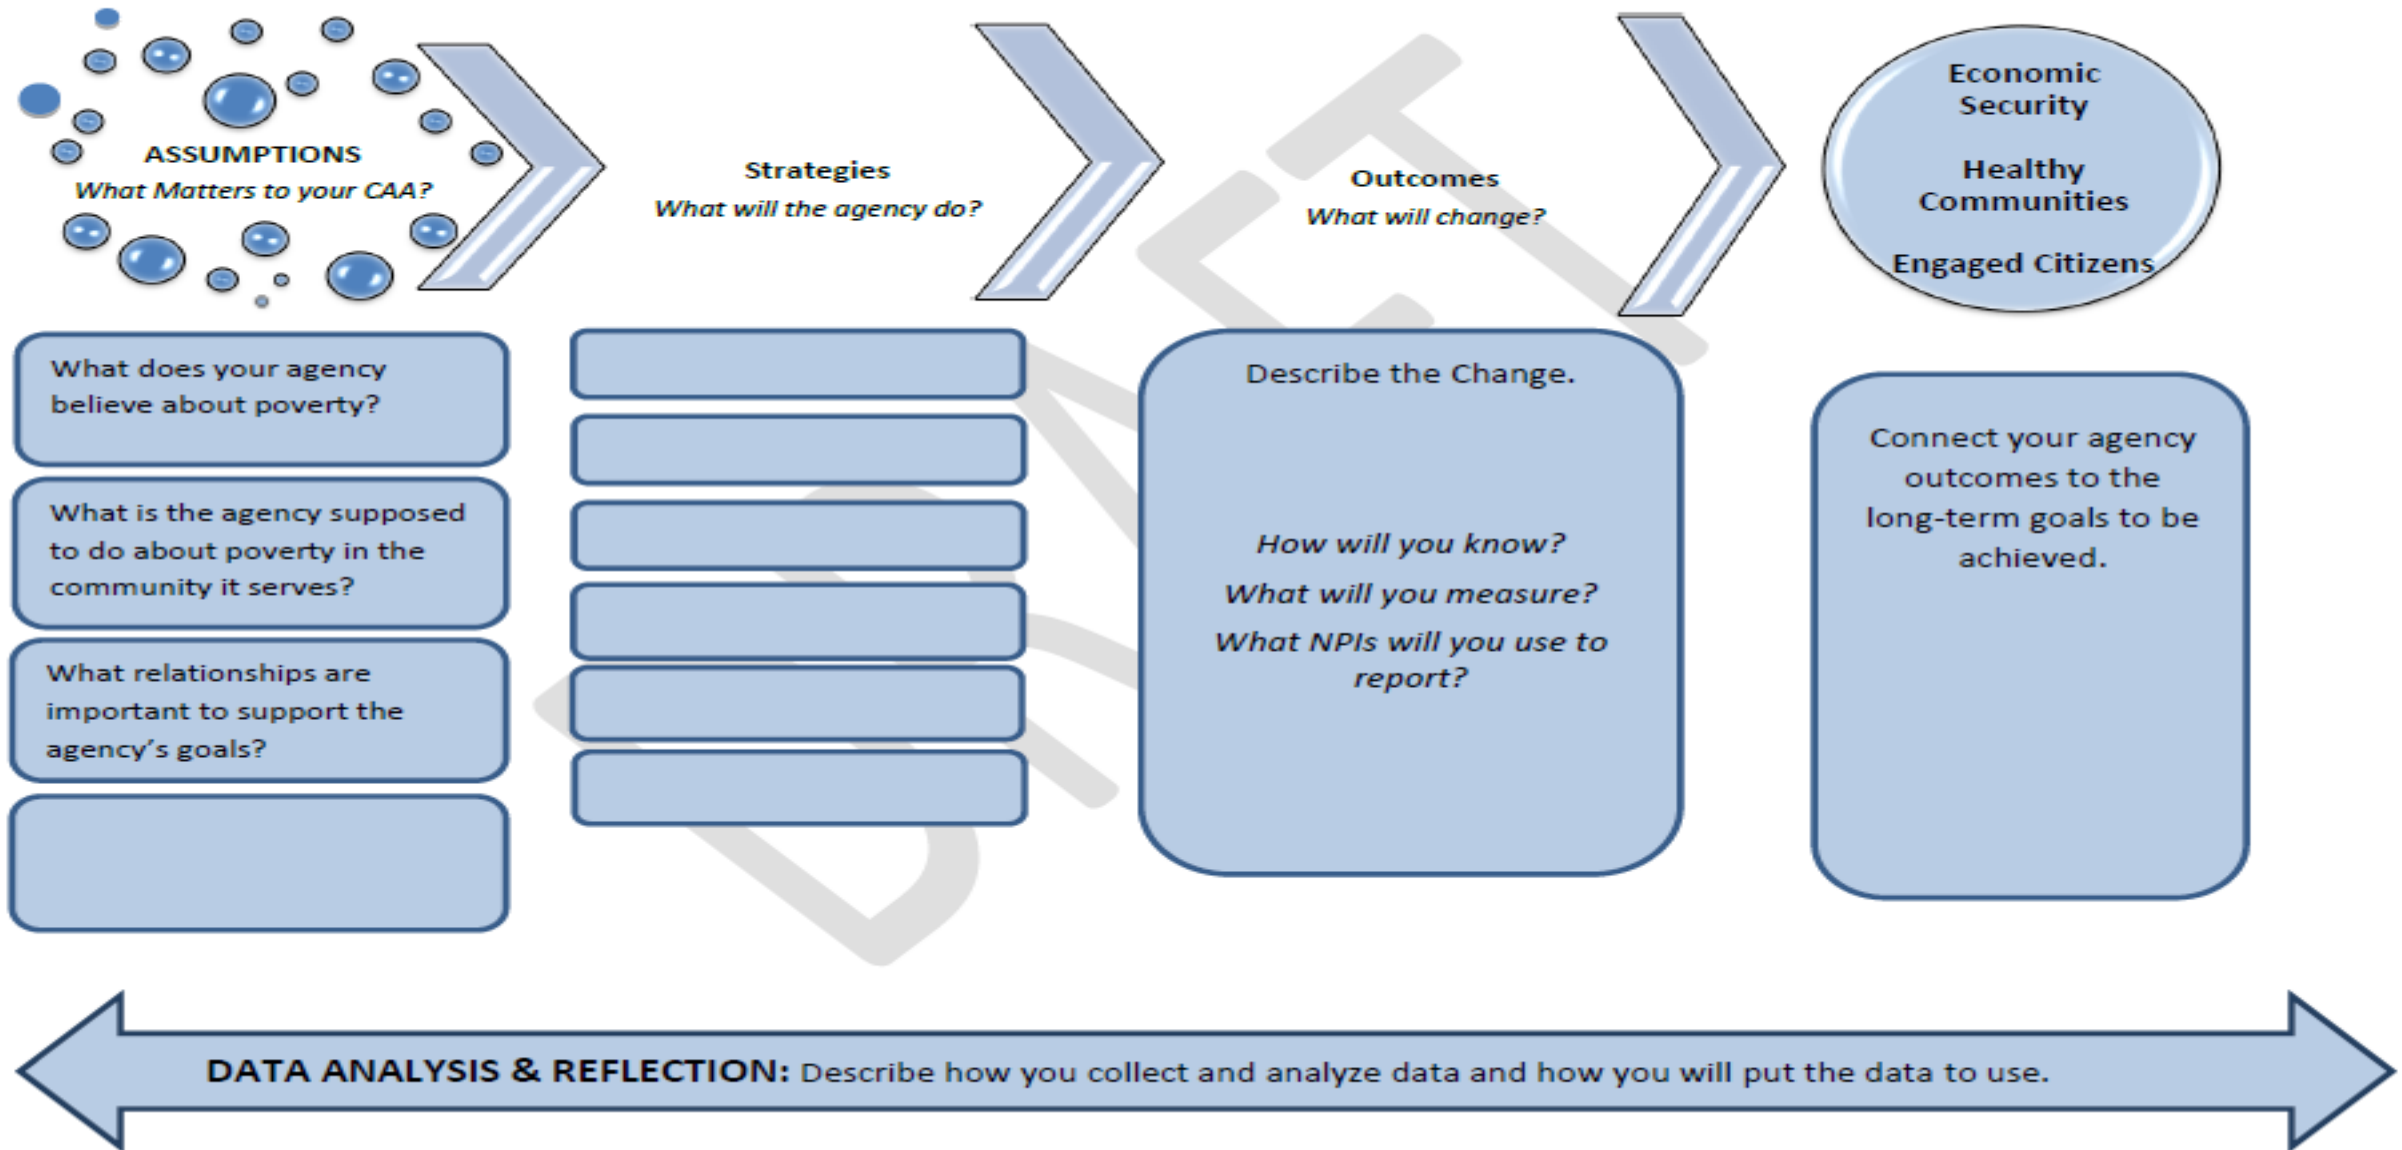 ASSUMPTIONS
What Matters to your CAA?
Strategies
What will the agency do?
Outcomes
What will change?
Economic
Security
Healthy
Communities
Engaged Citizens
What does your agency
believe about poverty?
What is the agency supposed
to do about poverty in the
community it serves?
What relationships are
important to support the
agency’s goals?
Describe the Change.
How will you know?
What will you measure?
What NPIs will you use to
report?
Connect your agency
outcomes to the
long-term goals to be
achieved.
DATA ANALYSIS & REFLECTION: Describe how you collect and analyze data and how you will put the data to use.
DRAFT